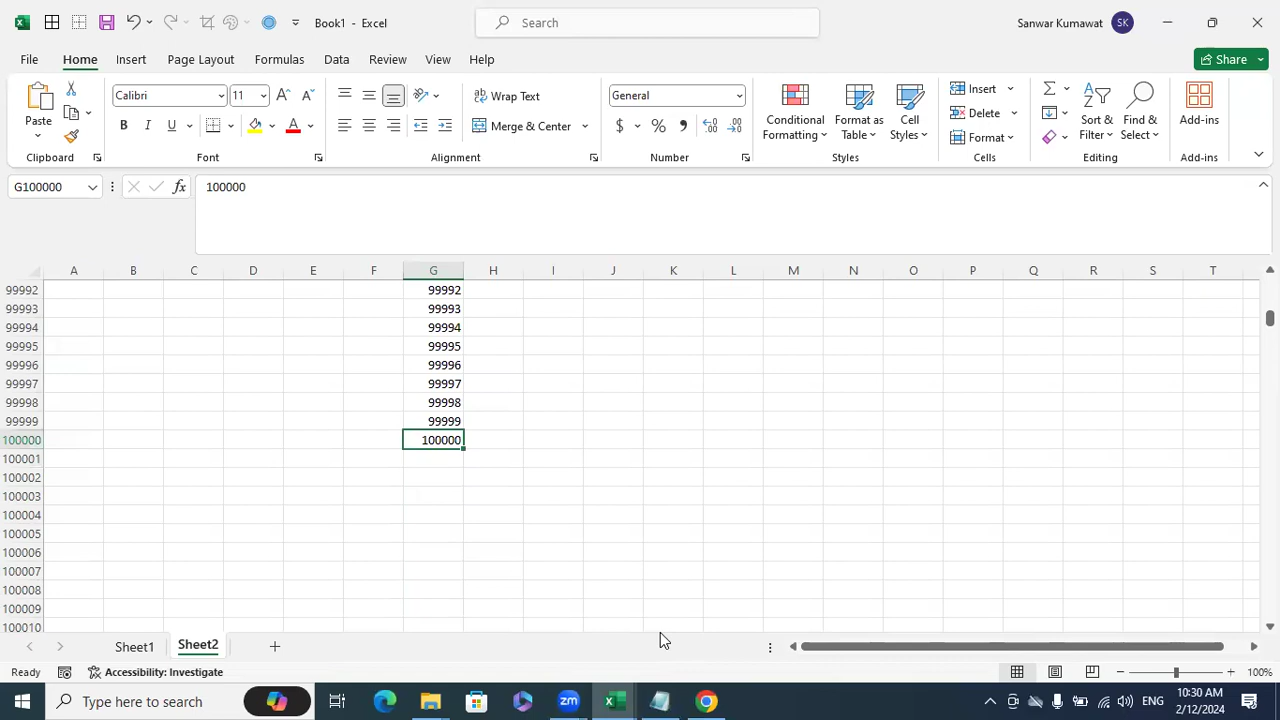 Book1 - Excel
Search
Sanwar Kumawat
SK
File Home Insert Page Layout Formulas Data Review View Help
Share
Paste
Clipboard
Calibri 11
B I U
Font
Wrap Text
Merge & Center
Alignment
General
$ % ,
Number
Conditional Formatting
Format as Table
Cell Styles
Styles
Insert
Delete
Format
Cells
Sort & Filter
Find & Select
Editing
Add-ins
Add-ins
G100000
fx
100000
A B C D E F G H I J K L M N O P Q R S T
99992 99992
99993 99993
99994 99994
99995 99995
99996 99996
99997 99997
99998 99998
99999 99999
100000 100000
100001
100002
100003
100004
100005
100006
100007
100008
100009
100010
Sheet1 Sheet2
Ready
Accessibility: Investigate
100%
Type here to search
zm
ENG
10:30 AM
2/12/2024